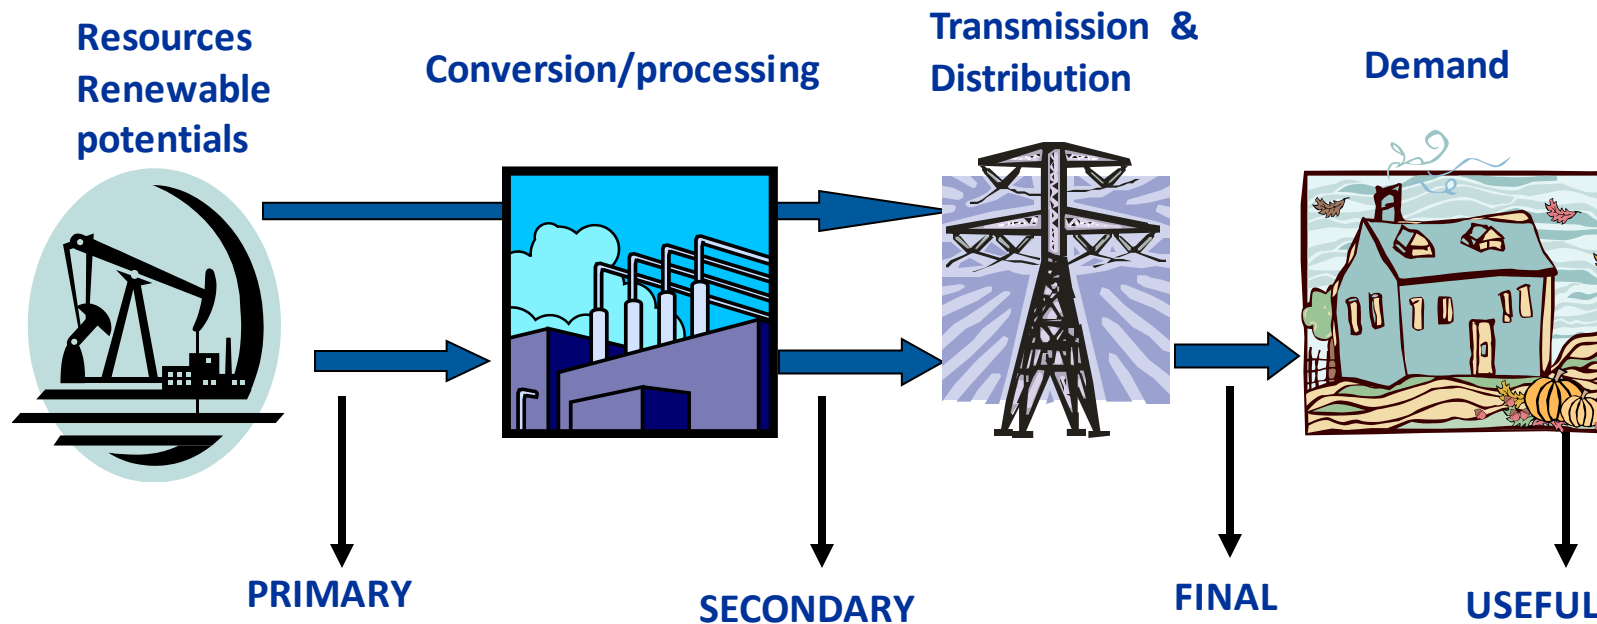 Resources
Renewable
potentials
Conversion/processing
Transmission &
Distribution
Demand
PRIMARY
SECONDARY
FINAL
USEFUL